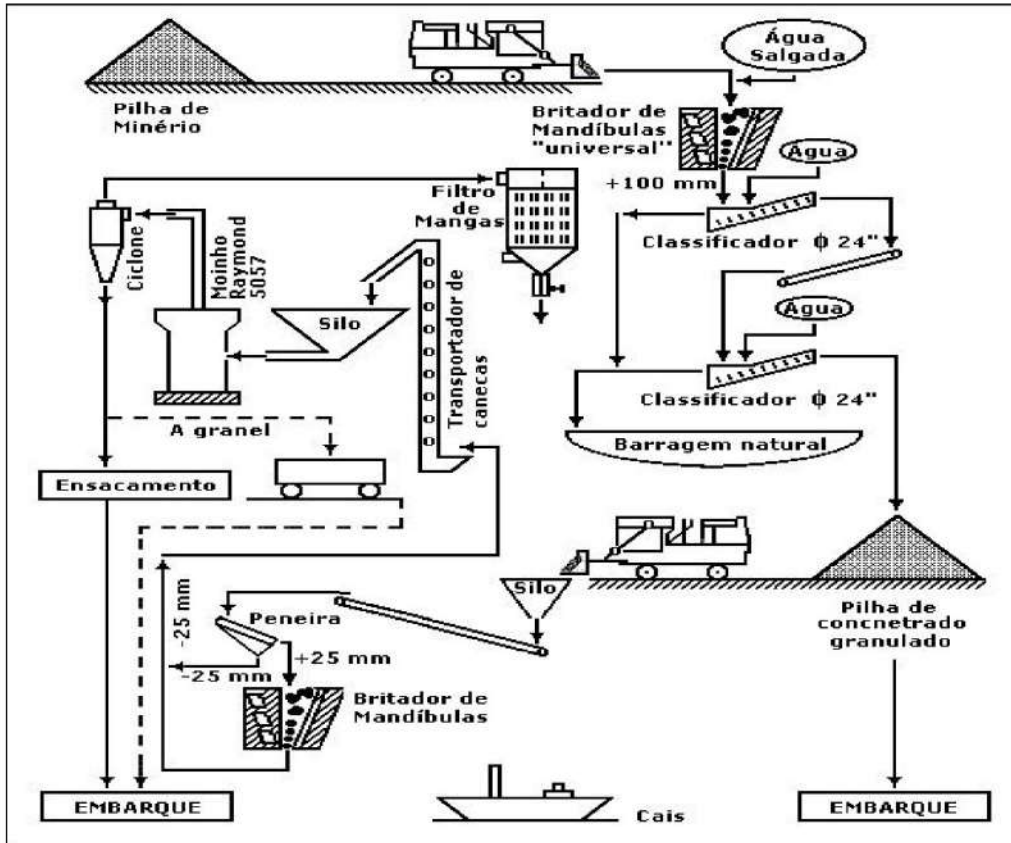 Água
Salgada
Pilha de
Minério
Britador de
Mandíbulas
"universal"
Água
+100 mm
Filtro
de
Mangas
Classificador ϕ 24"
Ciclone
Moinho
Raymond
5057
Silo
Transportador de
canecas
Água
Classificador ϕ 24"
A granel
Barragem natural
Ensacamento
Silo
-25 mm
Peneira
+25 mm
-25 mm
Pilha de
concnetrado
granulado
Britador de
Mandíbulas
EMBARQUE
Cais
EMBARQUE